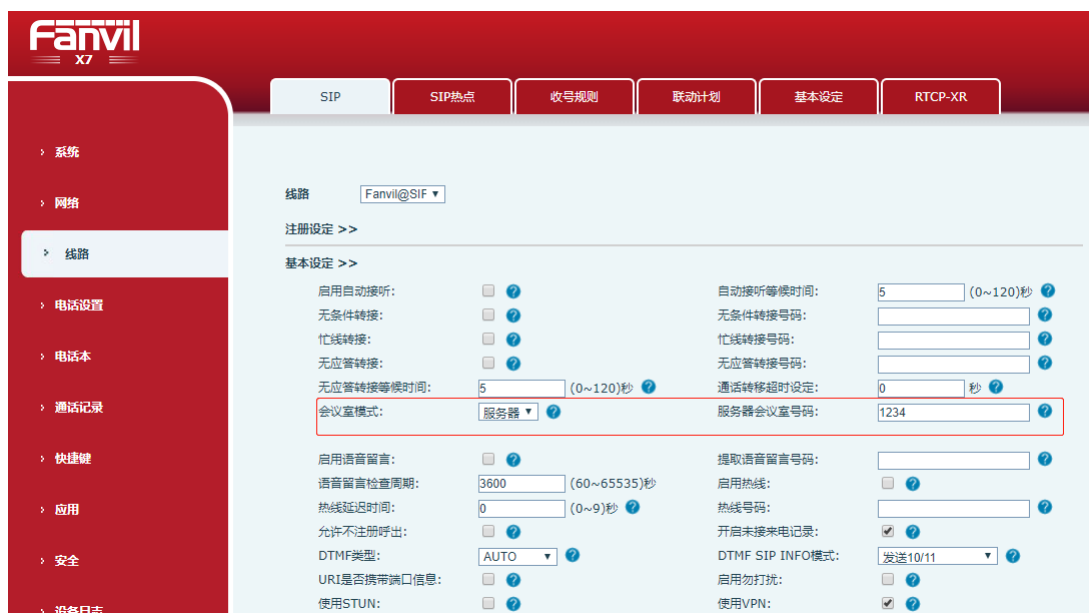 Fanvil
X7
SIP
SIP热点
收号规则
联动计划
基本设定
RTCP-XR
系统
网络
线路
电话设置
电话本
通话记录
快捷键
应用
安全
设备日志
线路 Fanvil@SIF
注册设定 >>
基本设定 >>
启用自动接听: 自动接听等候时间: 5 (0~120)秒
无条件转接: 无条件转接号码:
忙线转接: 忙线转接号码:
无应答转接: 无应答转接号码:
无应答转接等候时间: 5 (0~120)秒 通话转移超时设定: 0 秒
会议室模式: 服务器 服务器会议室号码: 1234
启用语音留言: 提取语音留言号码:
语音留言检查周期: 3600 (60~65535)秒 启用热线:
热线延迟时间: 0 (0~9)秒 热线号码:
允许不注册呼出: 开启未接来电记录:
DTMF类型: AUTO DTMF SIP INFO模式: 发送10/11
URI是否携带端口信息: 启用勿打扰:
使用STUN: 使用VPN: